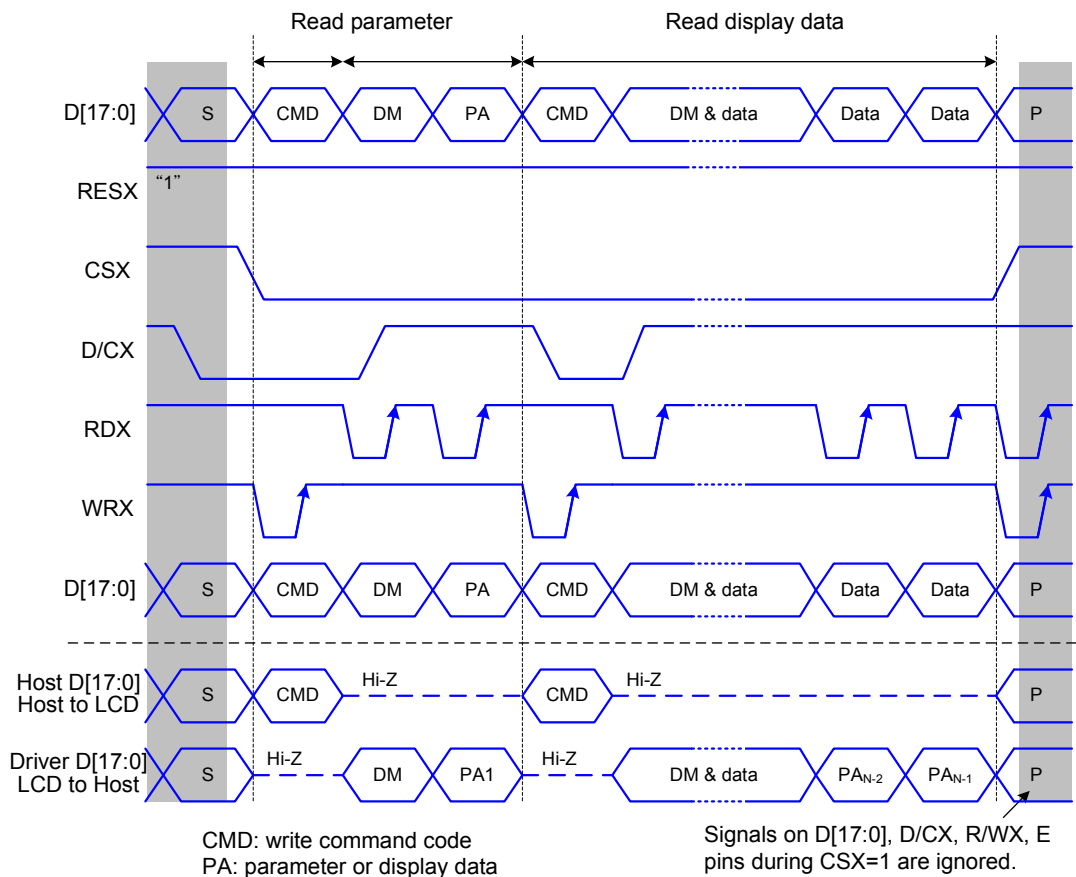 Read parameter Read display data
D[17:0] S CMD DM PA CMD DM & data Data Data P
“1”
RESX
CSX
D/CX
RDX
WRX
D[17:0] S CMD DM PA CMD DM & data Data Data P
Host D[17:0] S CMD Hi-Z CMD Hi-Z P
Host to LCD
Driver D[17:0] S Hi-Z DM PA1 Hi-Z DM & data PAN-2 PAN-1 P
LCD to Host
CMD: write command code
PA: parameter or display data
Signals on D[17:0], D/CX, R/WX, E
pins during CSX=1 are ignored.